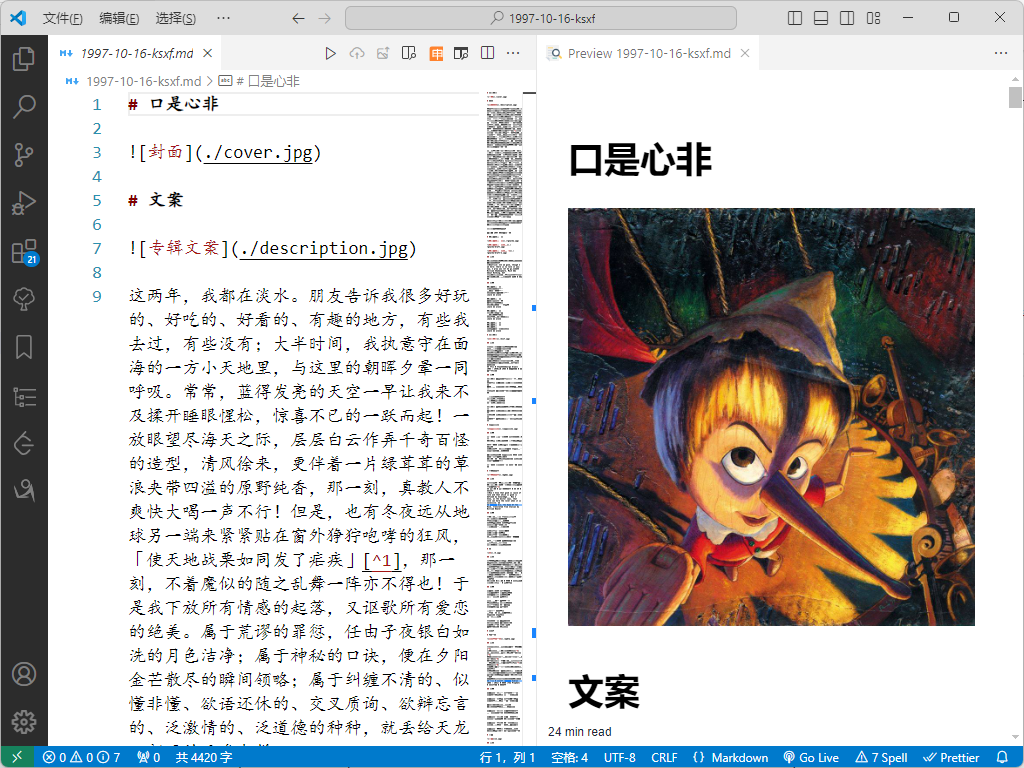 文件(F) 编辑(E) 选择(S) ··· 1997-10-16-ksxf
1997-10-16-ksxf.md
Preview 1997-10-16-ksxf.md
1997-10-16-ksxf.md > # 口是心非
1 # 口是心非
2
3 ![封面](./cover.jpg)
4
5 # 文案
6
7 ![专辑文案](./description.jpg)
8
9 这两年，我都在淡水。朋友告诉我很多好玩
的、好吃的、好看的、有趣的地方，有些我
去过，有些没有；大半时间，我执意守在面
海的一方小天地里，与这里的朝晖夕霏一同
呼吸。常常，蓝得发亮的天空一早让我来不
及揉开睡眼惺松，惊喜不已的一跃而起！一
放眼望尽海天之际，层层白云作弄千奇百怪
的造型，清风徐来，更伴着一片绿茸茸的草
浪夹带四溢的原野纯香，那一刻，真教人不
爽快大喝一声不行！但是，也有冬夜远从地
球另一端来紧紧贴在窗外狰狞咆哮的狂风，
「使天地战栗如同发了疟疾」[^1]，那一
刻，不着魔似的随之乱舞一阵亦不得也！于
是我下放所有情感的起落，又讴歌所有爱恋
的绝美。属于荒谬的罪愆，任由子夜银白如
洗的月色洁净；属于神秘的口诀，便在夕阳
金芒散尽的瞬间领略；属于纠缠不清的、似
懂非懂、欲语还休的、交叉质询、欲辩忘言
的、泛激情的、泛道德的种种，就丢给天龙
口是心非
文案
24 min read
21
0 0 7 0 共 4420 字 行 1，列 1 空格: 4 UTF-8 CRLF {} Markdown Go Live 7 Spell Prettier